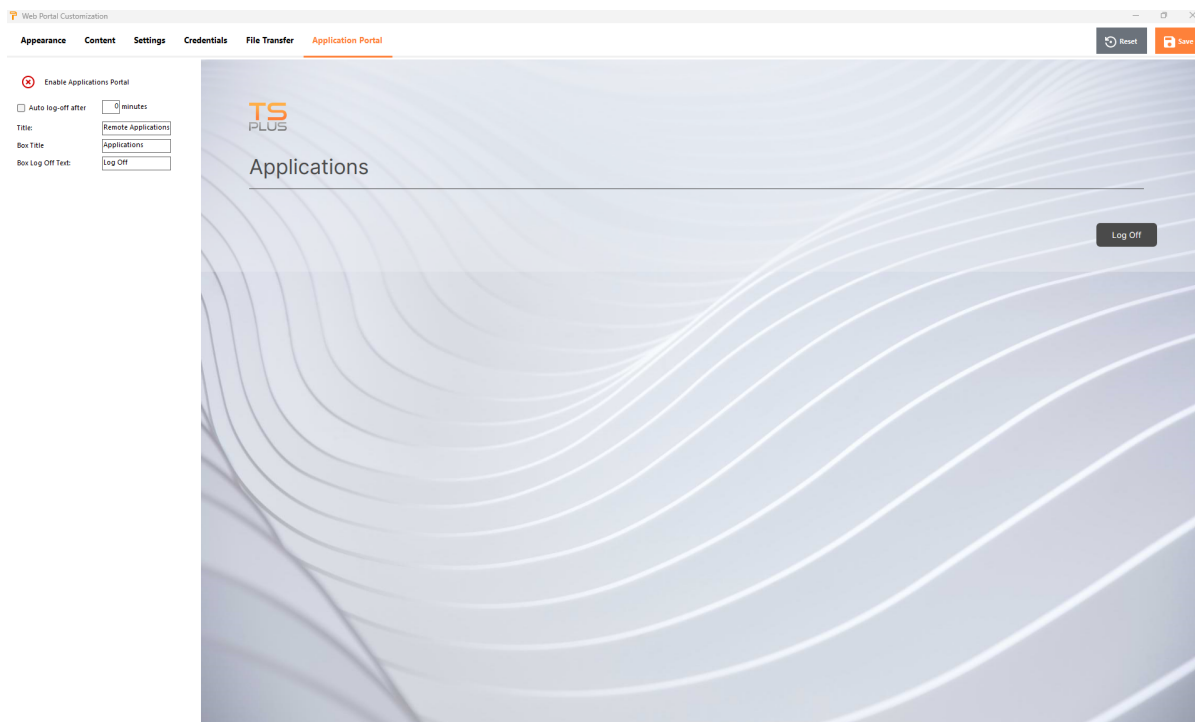 Web Portal Customization
Appearance Content Settings Credentials File Transfer Application Portal Reset Save
Enable Applications Portal
Auto log-off after 0 minutes
Title: Remote Applications
Box Title Applications
Box Log Off Text: Log Off
TS
PLUS
Applications
Log Off